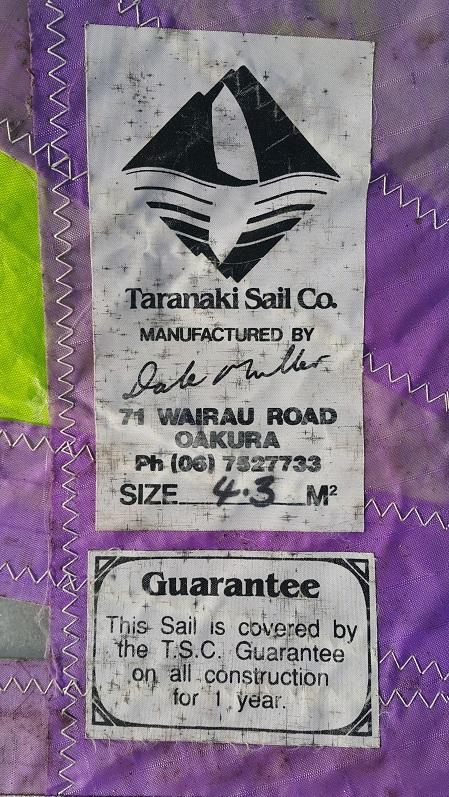 Taranaki Sail Co.
MANUFACTURED BY
Dale Muller
71 WAIRAU ROAD
OAKURA
Ph (06) 7527733
SIZE 4.3 M²
Guarantee
This Sail is covered by
the T.S.C. Guarantee
on all construction
for 1 year.